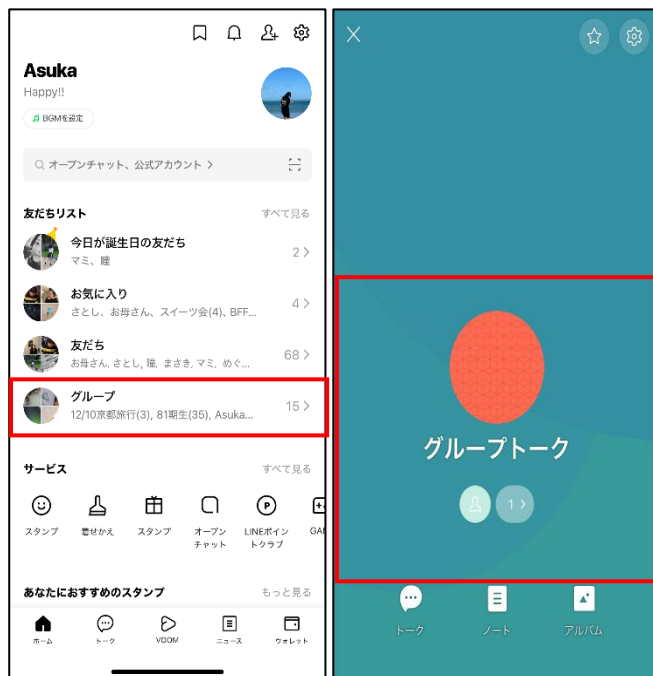 Asuka
Happy!!
BGMを設定
オープンチャット、公式アカウント >
友だちリスト
すべて見る
今日が誕生日の友だち
マミ、瞳
2 >
お気に入り
さとし、お母さん、スイーツ会(4)、BFF...
4 >
友だち
お母さん, さとし, 瞳, まさき, マミ, めぐ...
68 >
グループ
12/10京都旅行(3), 81期生(35), Asuka...
15 >
サービス
すべて見る
スタンプ
着せかえ
スタンプ
オープン
チャット
P
LINEポイン
トクラブ
GA
あなたにおすすめのスタンプ
もっと見る
ホーム
トーク
VOOM
ニュース
ウォレット
グループトーク
1 >
トーク
ノート
アルバム